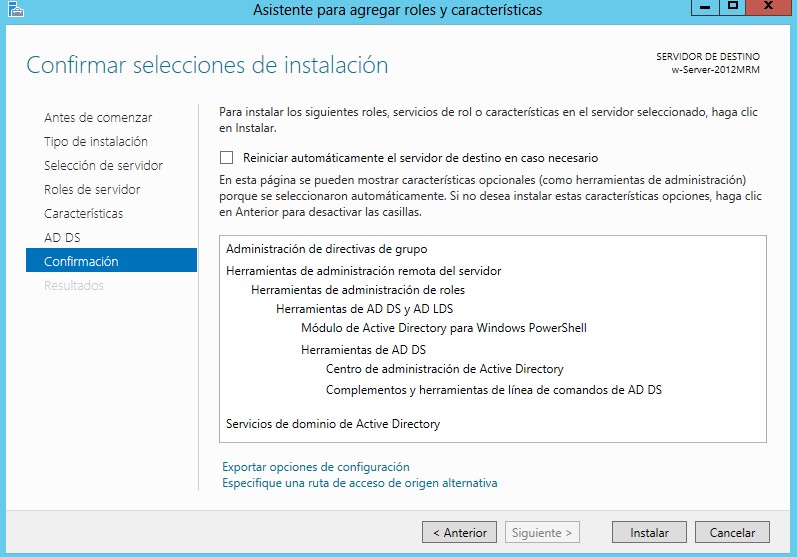 Asistente para agregar roles y características
Confirmar selecciones de instalación
SERVIDOR DE DESTINO
w-Server-2012MRM
Antes de comenzar
Tipo de instalación
Selección de servidor
Roles de servidor
Características
AD DS
Confirmación
Resultados
Para instalar los siguientes roles, servicios de rol o características en el servidor seleccionado, haga clic
en Instalar.
Reiniciar automáticamente el servidor de destino en caso necesario
En esta página se pueden mostrar características opcionales (como herramientas de administración)
porque se seleccionaron automáticamente. Si no desea instalar estas características opciones, haga clic
en Anterior para desactivar las casillas.
Administración de directivas de grupo
Herramientas de administración remota del servidor
Herramientas de administración de roles
Herramientas de AD DS y AD LDS
Módulo de Active Directory para Windows PowerShell
Herramientas de AD DS
Centro de administración de Active Directory
Complementos y herramientas de línea de comandos de AD DS
Servicios de dominio de Active Directory
Exportar opciones de configuración
Especifique una ruta de acceso de origen alternativa
< Anterior
Siguiente >
Instalar
Cancelar